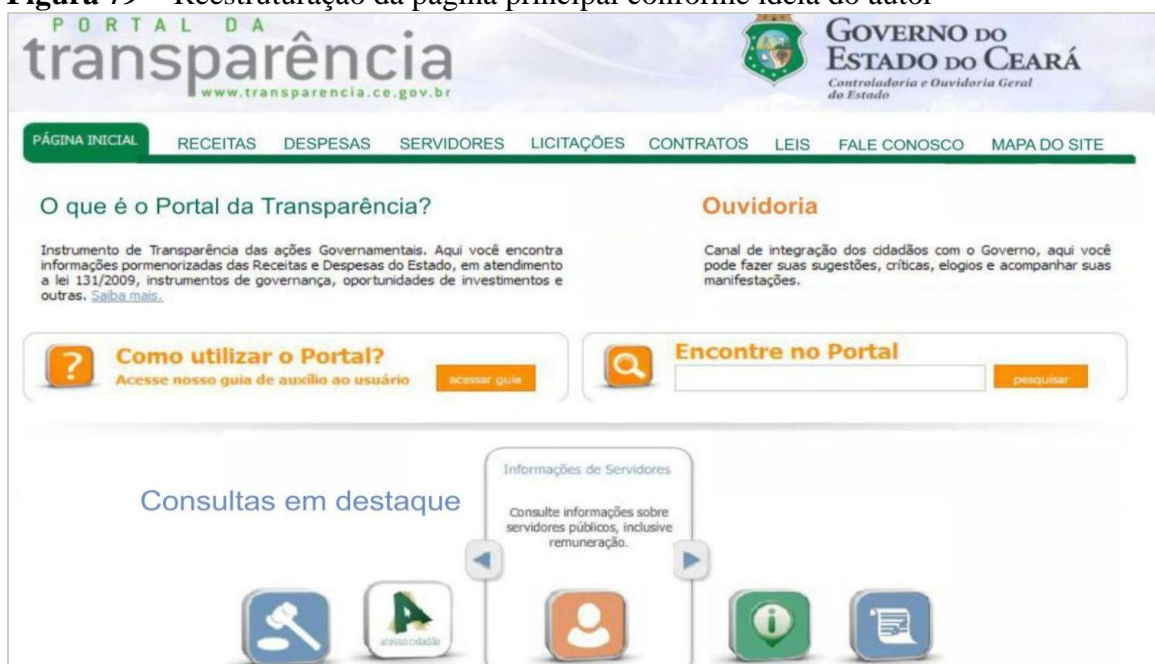 Figura 79 – Reestruturação da página principal conforme ideia do autor
PORTAL DA
transparência
www.transparencia.ce.gov.br
GOVERNO DO
ESTADO DO CEARÁ
Controladoria e Ouvidoria Geral
do Estado
PÁGINA INICIAL RECEITAS DESPESAS SERVIDORES LICITAÇÕES CONTRATOS LEIS FALE CONOSCO MAPA DO SITE
O que é o Portal da Transparência?
Instrumento de Transparência das ações Governamentais. Aqui você encontra
informações pormenorizadas das Receitas e Despesas do Estado, em atendimento
a lei 131/2009, instrumentos de governança, oportunidades de investimentos e
outras. Saiba mais.
Ouvidoria
Canal de integração dos cidadãos com o Governo, aqui você
pode fazer suas sugestões, críticas, elogios e acompanhar suas
manifestações.
Como utilizar o Portal?
Acesse nosso guia de auxílio ao usuário
acessar guia
Encontre no Portal
pesquisar
Consultas em destaque
Informações de Servidores
Consulte informações sobre
servidores públicos, inclusive
remuneração.
acesso cidadão